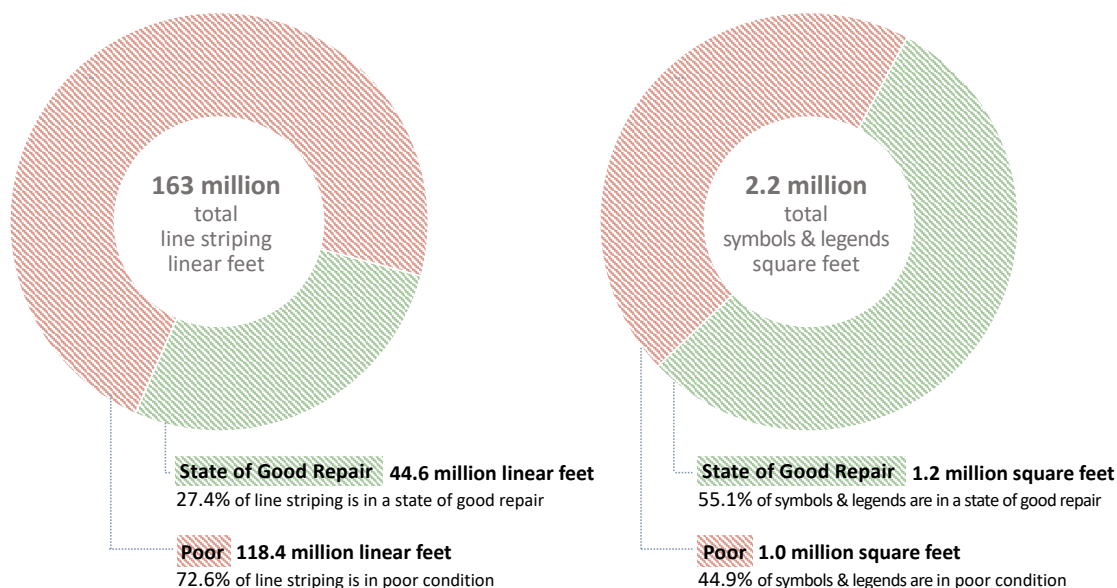 163 million
total
line striping
linear feet
State of Good Repair 44.6 million linear feet
27.4% of line striping is in a state of good repair
Poor 118.4 million linear feet
72.6% of line striping is in poor condition
2.2 million
total
symbols & legends
square feet
State of Good Repair 1.2 million square feet
55.1% of symbols & legends are in a state of good repair
Poor 1.0 million square feet
44.9% of symbols & legends are in poor condition